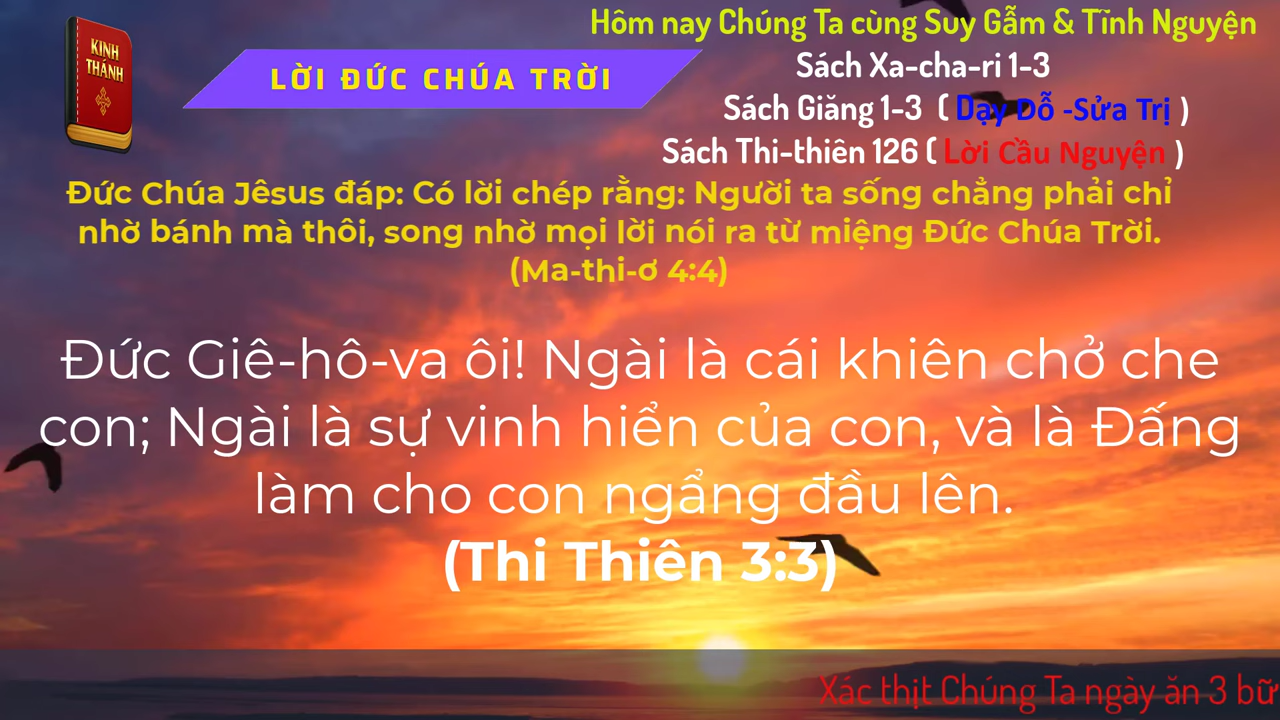 KINH
THÁNH
LỜI ĐỨC CHÚA TRỜI
Hôm nay Chúng Ta cùng Suy Gẫm & Tĩnh Nguyện
Sách Xa-cha-ri 1-3
Sách Giăng 1-3 ( Dạy Dỗ -Sửa Trị )
Sách Thi-thiên 126 ( Lời Cầu Nguyện )
Đức Chúa Jêsus đáp: Có lời chép rằng: Người ta sống chẳng phải chỉ
nhờ bánh mà thôi, song nhờ mọi lời nói ra từ miệng Đức Chúa Trời.
(Ma-thi-ơ 4:4)
Đức Giê-hô-va ôi! Ngài là cái khiên chở che
con; Ngài là sự vinh hiển của con, và là Đấng
làm cho con ngẩng đầu lên.
(Thi Thiên 3:3)
Xác thịt Chúng Ta ngày ăn 3 bữ